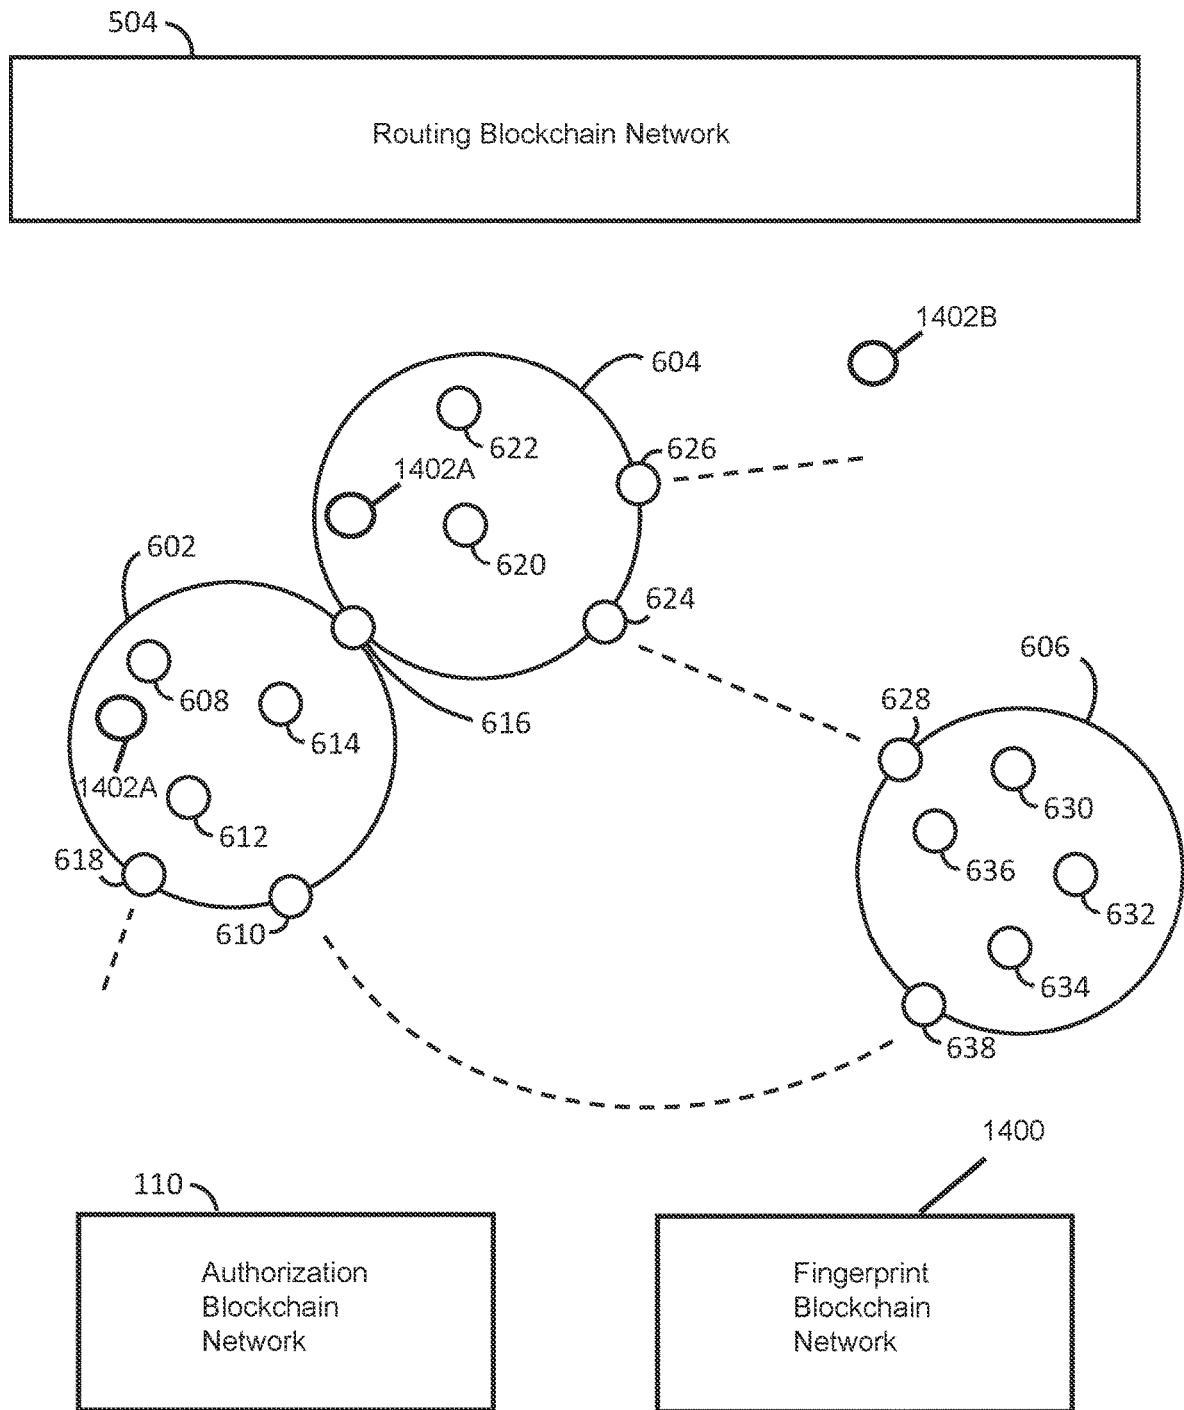 504
Routing Blockchain Network
1402B
604
622
626
1402A
620
602
624
606
628
608
616
614
1402A
630
612
636
618
632
610
634
638
1400
110
Authorization
Blockchain
Network
Fingerprint
Blockchain
Network